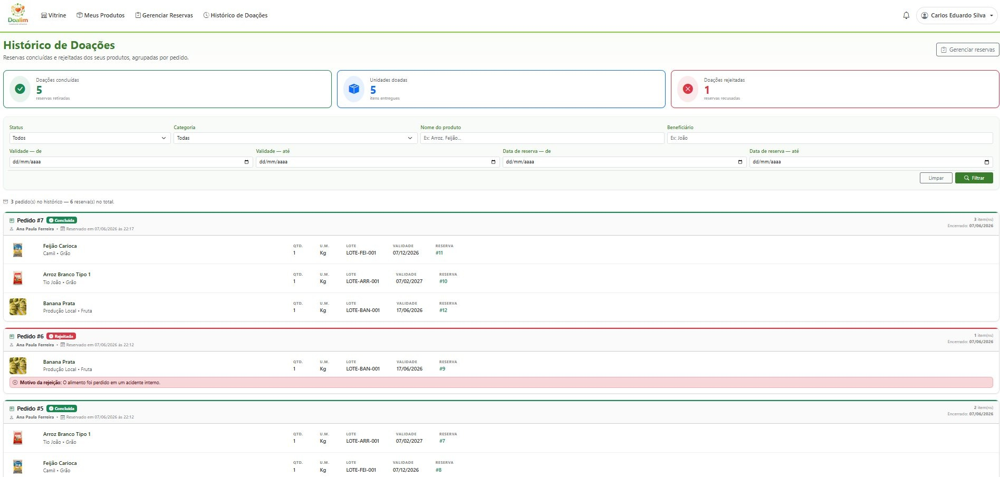 Doalim
Vitrine
Meus Produtos
Gerenciar Reservas
Histórico de Doações
Carlos Eduardo Silva
Histórico de Doações
Reservas concluídas e rejeitadas dos seus produtos, agrupadas por pedido.
Gerenciar reservas
Doações concluídas
5
reservas retiradas
Unidades doadas
5
itens entregues
Doações rejeitadas
1
reservas recusadas
Status
Categoria
Nome do produto
Beneficiário
Todos
Todas
Ex: Arroz, Feijão...
Ex: João
Validade — de
Validade — até
Data de reserva — de
Data de reserva — até
dd/mm/aaaa
dd/mm/aaaa
dd/mm/aaaa
dd/mm/aaaa
Limpar
Filtrar
3 pedido(s) no histórico — 6 reserva(s) no total.
Pedido #7 Concluída
3 item(ns)
Ana Paula Ferreira • Reservado em 07/06/2026 às 22:17
Encerrado: 07/06/2026
Feijão Carioca
Camil • Grão
QTD. U.M. LOTE VALIDADE RESERVA
1 Kg LOTE-FEI-001 07/12/2026 #11
Arroz Branco Tipo 1
Tio João • Grão
QTD. U.M. LOTE VALIDADE RESERVA
1 Kg LOTE-ARR-001 07/02/2027 #10
Banana Prata
Produção Local • Fruta
QTD. U.M. LOTE VALIDADE RESERVA
1 Kg LOTE-BAN-001 17/06/2026 #12
Pedido #6 Rejeitada
1 item(ns)
Ana Paula Ferreira • Reservado em 07/06/2026 às 22:12
Encerrado: 07/06/2026
Banana Prata
Produção Local • Fruta
QTD. U.M. LOTE VALIDADE RESERVA
1 Kg LOTE-BAN-001 17/06/2026 #9
Motivo da rejeição: O alimento foi perdido em um acidente interno.
Pedido #5 Concluída
2 item(ns)
Ana Paula Ferreira • Reservado em 07/06/2026 às 22:12
Encerrado: 07/06/2026
Arroz Branco Tipo 1
Tio João • Grão
QTD. U.M. LOTE VALIDADE RESERVA
1 Kg LOTE-ARR-001 07/02/2027 #7
Feijão Carioca
Camil • Grão
QTD. U.M. LOTE VALIDADE RESERVA
1 Kg LOTE-FEI-001 07/12/2026 #8